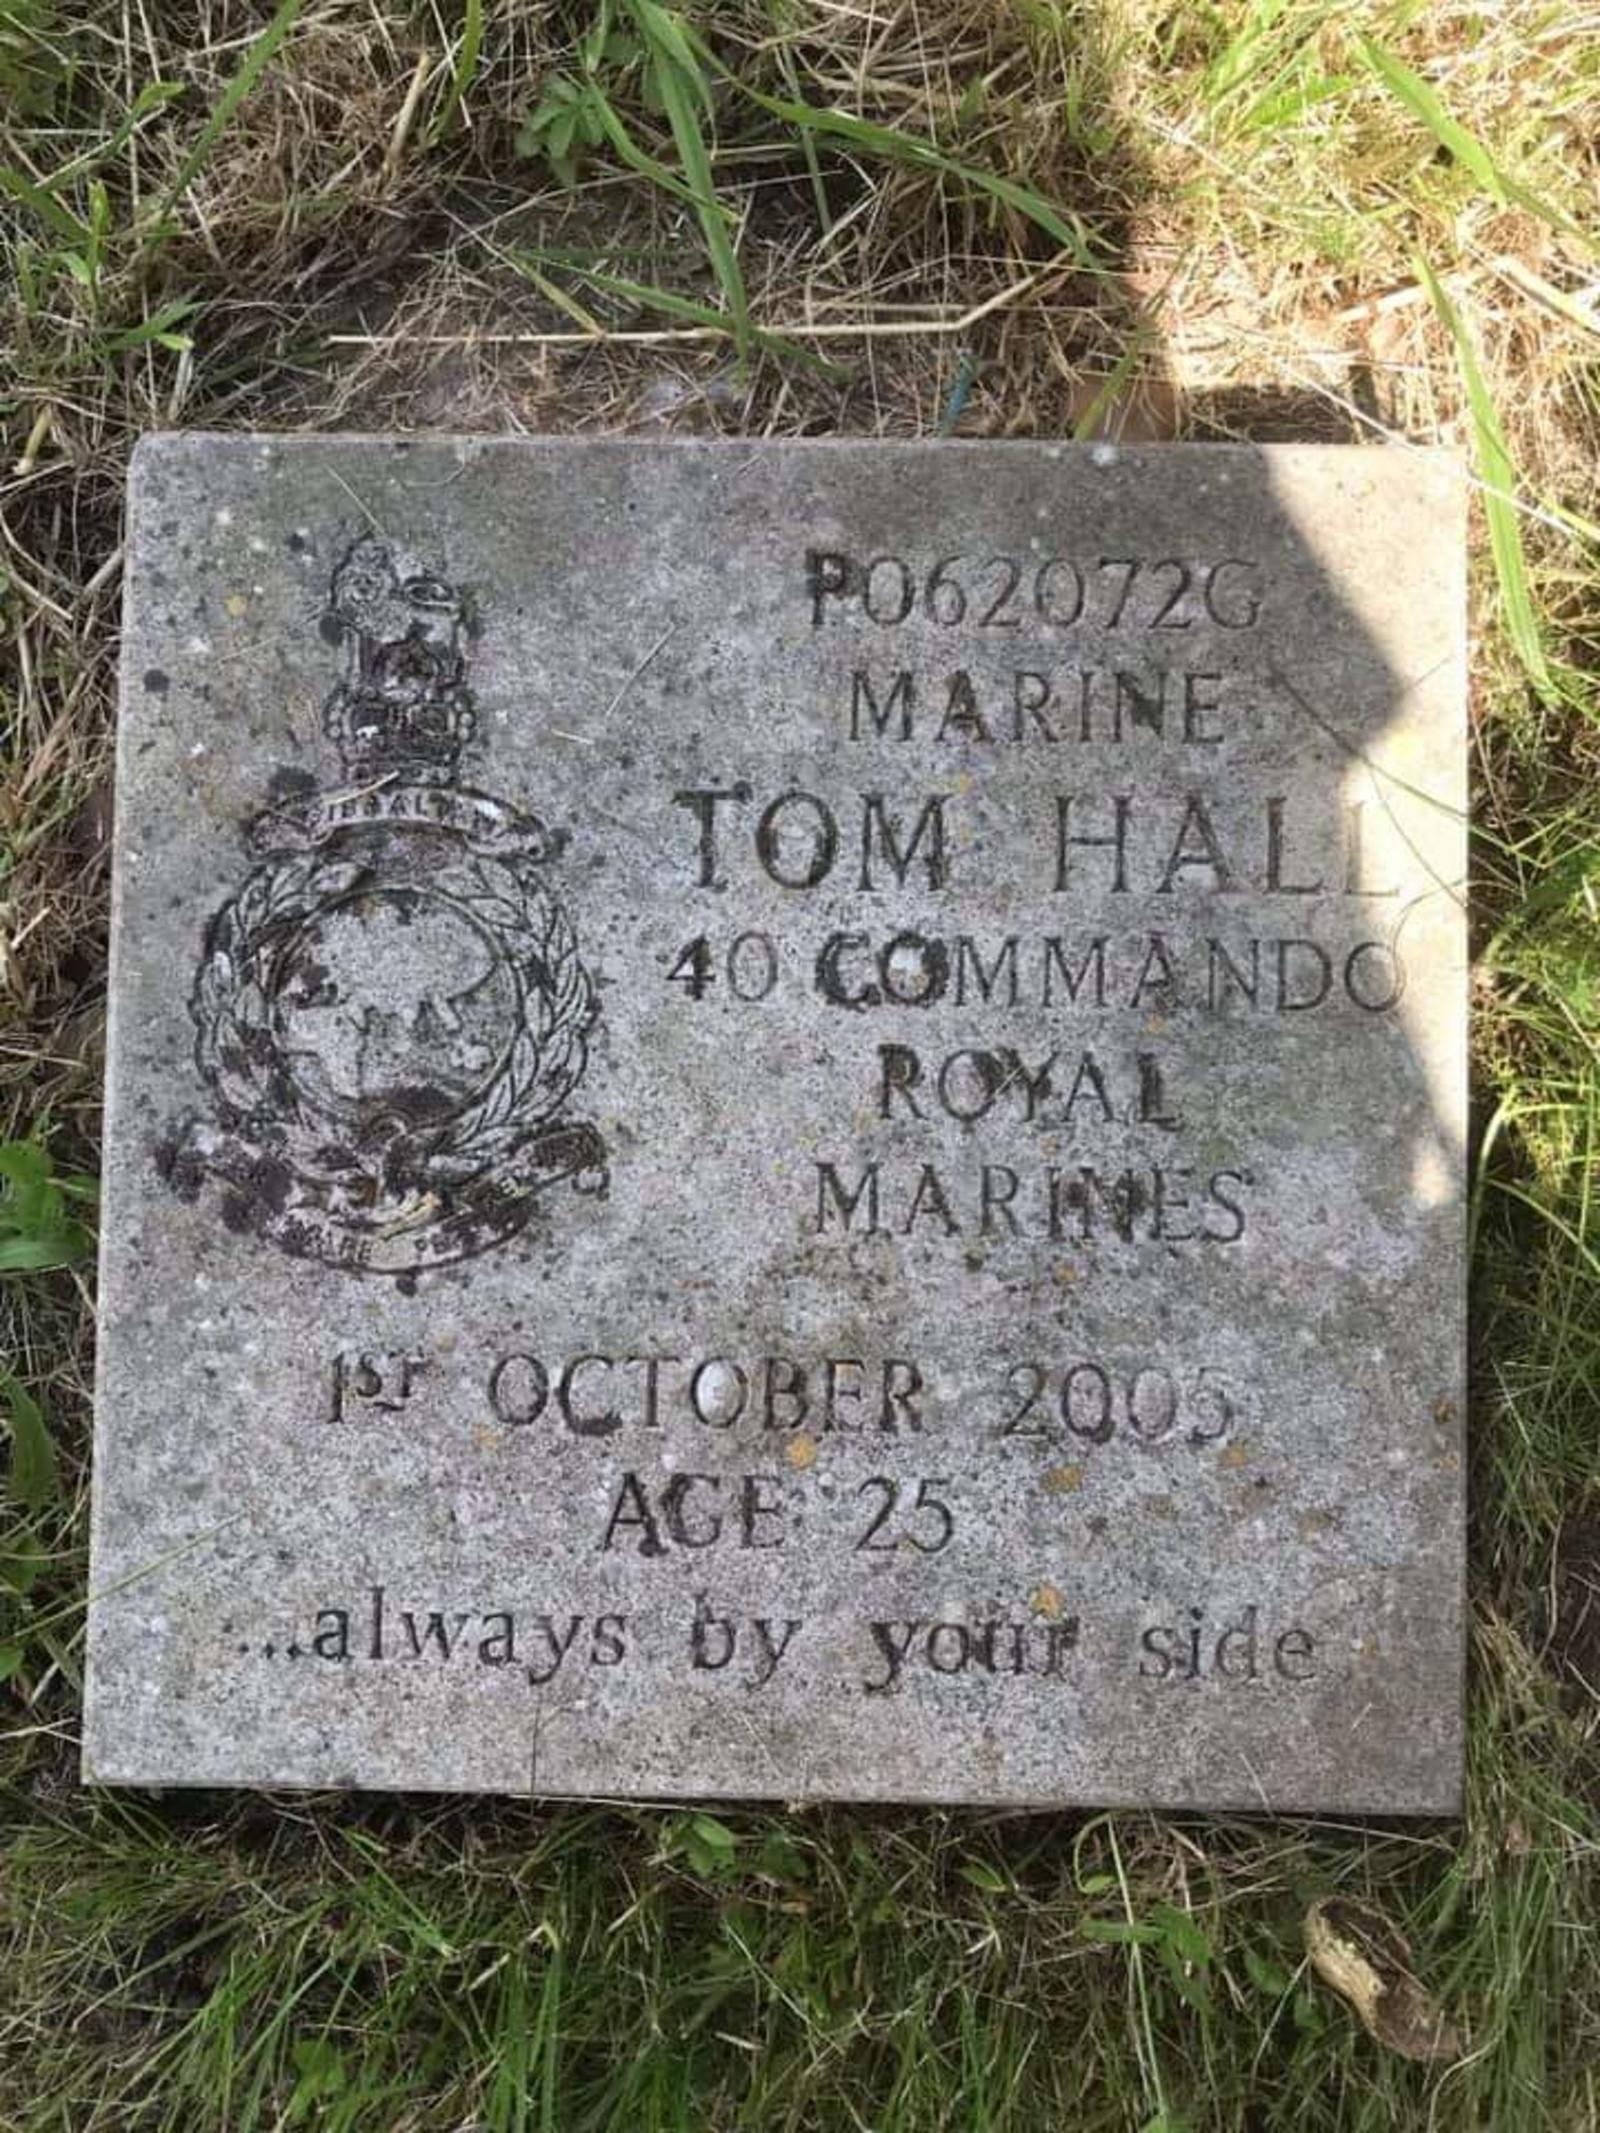 P062072G
MARINE
TOM HALL
40 COMMANDO
ROYAL
MARINES
1ST OCTOBER 2005
AGE 25
...always by your side